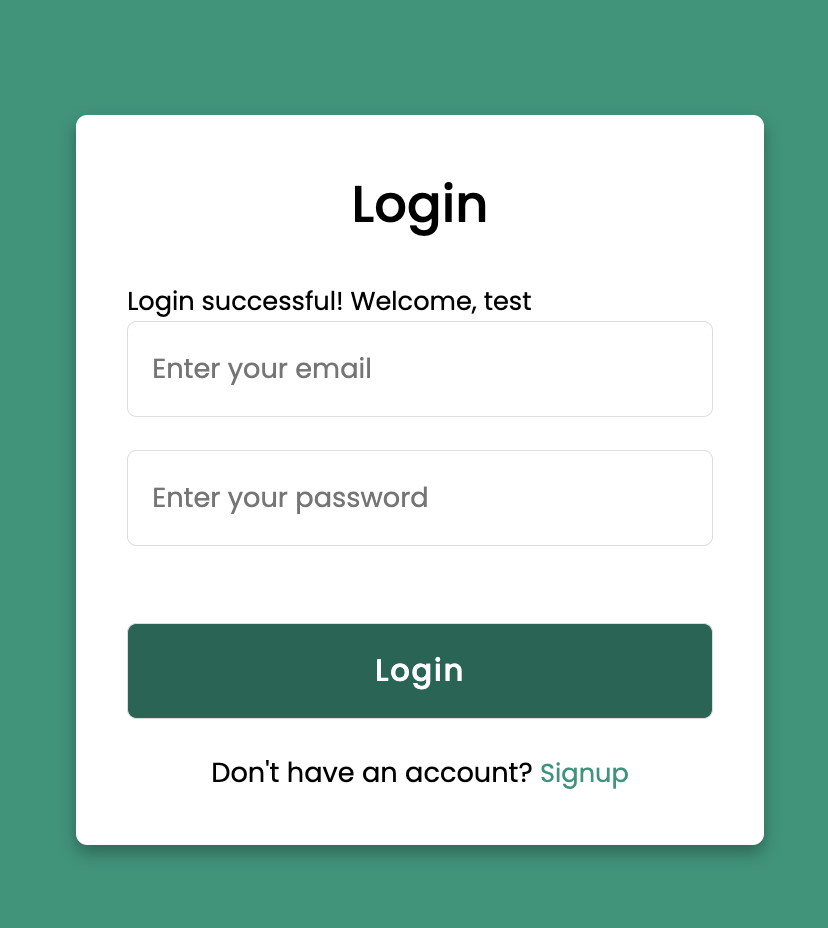 Login
Login successful! Welcome, test
Enter your email
Enter your password
Login
Don't have an account? Signup